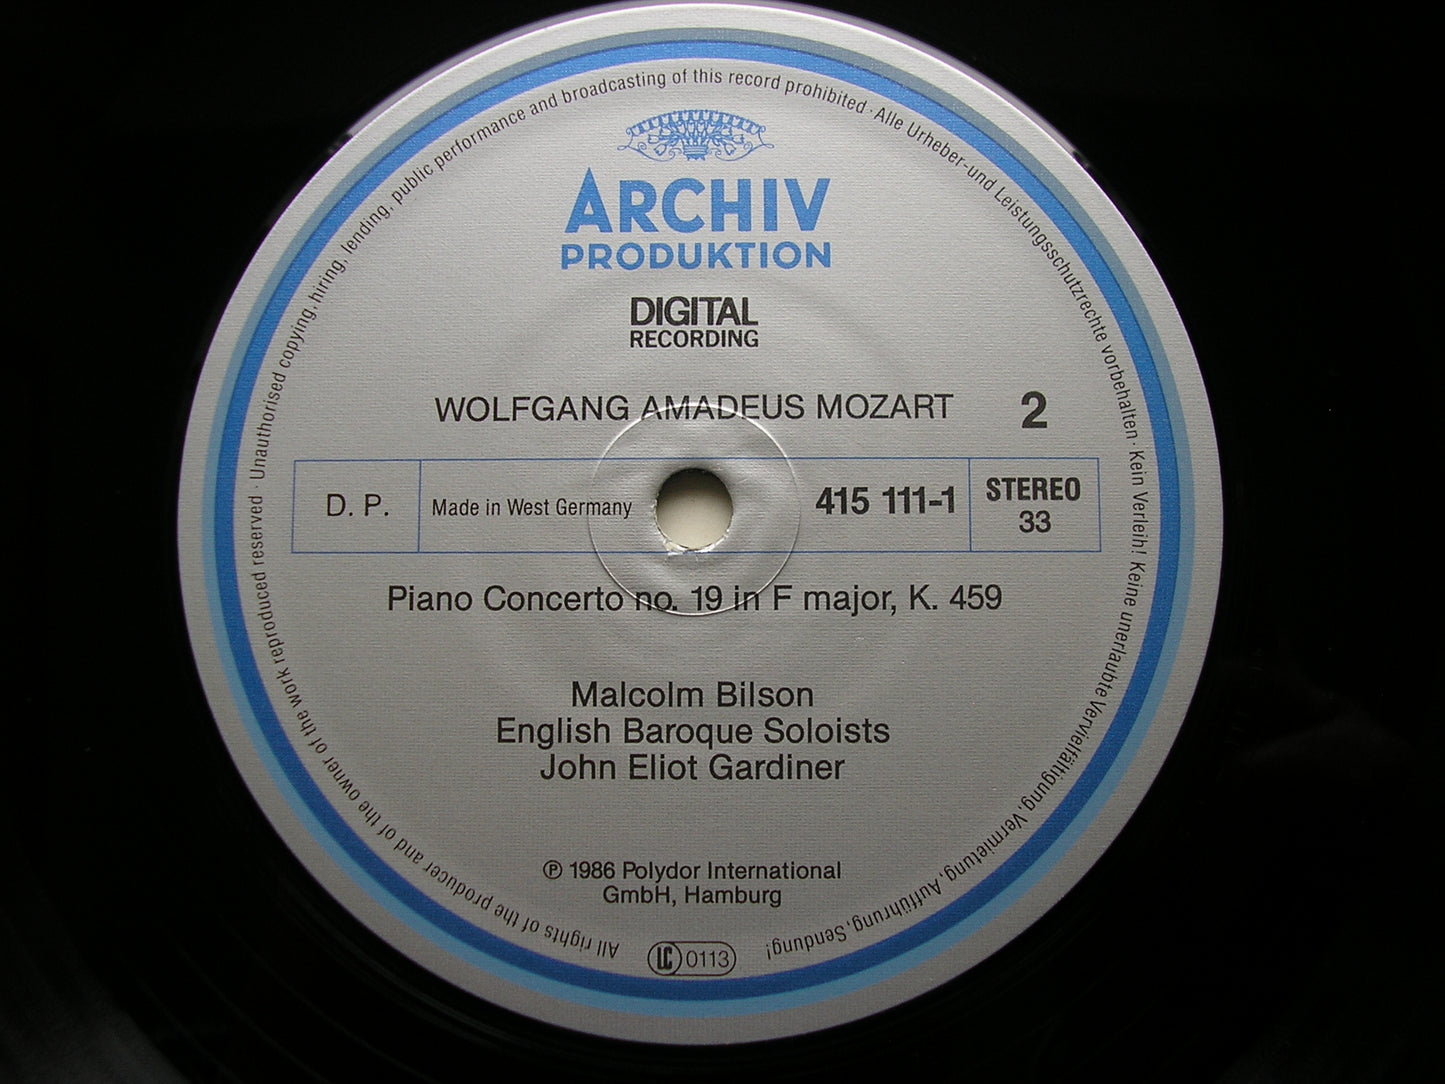 All rights of the producer and of the owner of the work reproduced reserved · Unauthorised copying, hiring, lending, public performance and broadcasting of this record prohibited · Alle Urheber-und Leistungsschutzrechte vorbehalten · Kein Verleih! Keine unerlaubte Vervielfältigung, Vermietung, Aufführung, Sendung!
ARCHIV
PRODUKTION
DIGITAL
RECORDING
WOLFGANG AMADEUS MOZART 2
D. P. Made in West Germany 415 111-1 STEREO
33
Piano Concerto no. 19 in F major, K. 459
Malcolm Bilson
English Baroque Soloists
John Eliot Gardiner
℗ 1986 Polydor International
GmbH, Hamburg
LC 0113